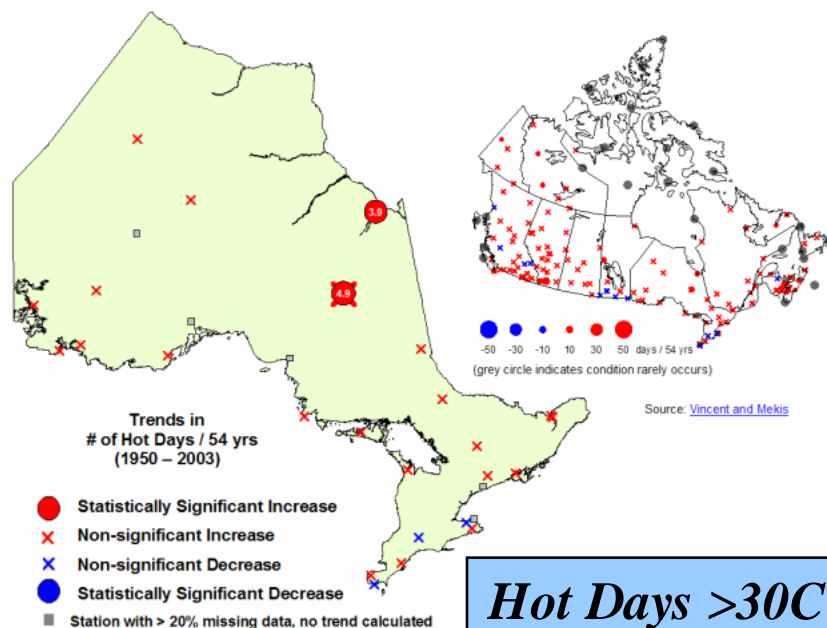 3.9
4.9
-50 -30 -10 10 30 50 days / 54 yrs
(grey circle indicates condition rarely occurs)
Source: Vincent and Mekis
Trends in
# of Hot Days / 54 yrs
(1950 – 2003)
Statistically Significant Increase
Non-significant Increase
Non-significant Decrease
Statistically Significant Decrease
Station with > 20% missing data, no trend calculated
Hot Days >30C